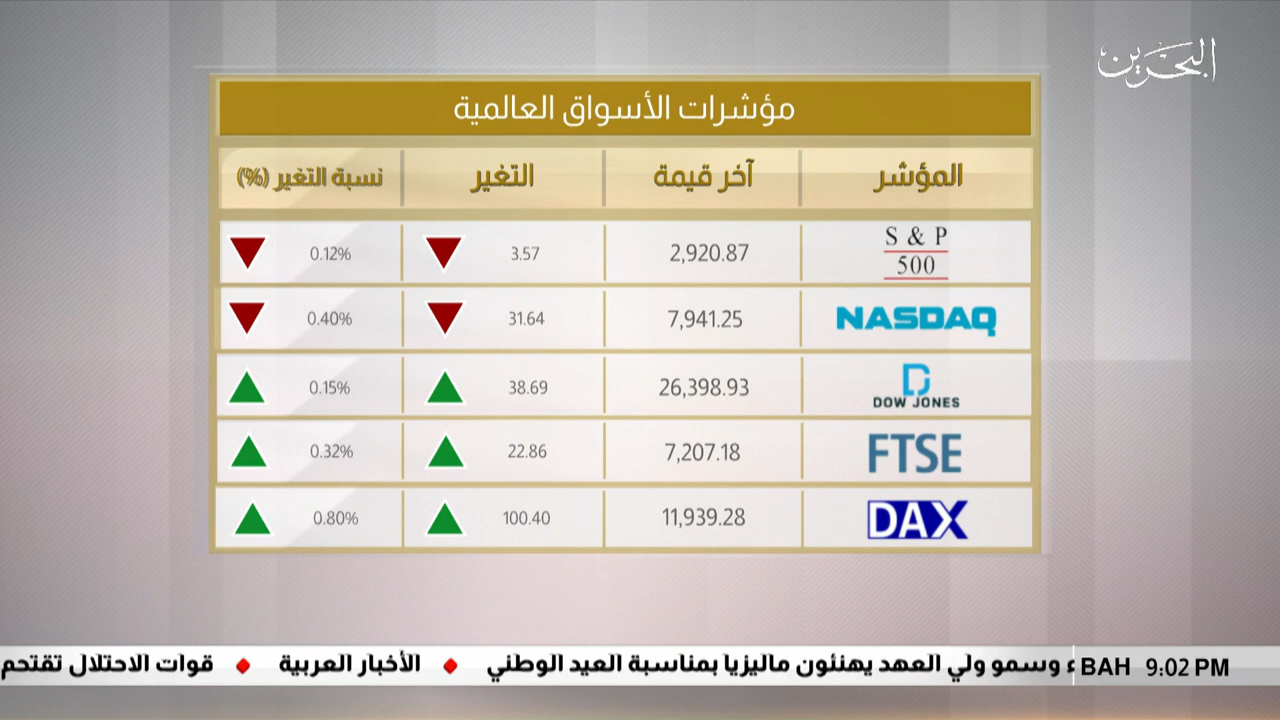 البحرين
مؤشرات الأسواق العالمية
المؤشر آخر قيمة التغير نسبة التغير (%)
S & P 500 2,920.87 3.57 0.12%
NASDAQ 7,941.25 31.64 0.40%
DOW JONES 26,398.93 38.69 0.15%
FTSE 7,207.18 22.86 0.32%
DAX 11,939.28 100.40 0.80%
BAH 9:02 PM
ء وسمو ولي العهد يهنئون ماليزيا بمناسبة العيد الوطني الأخبار العربية قوات الاحتلال تقتحم